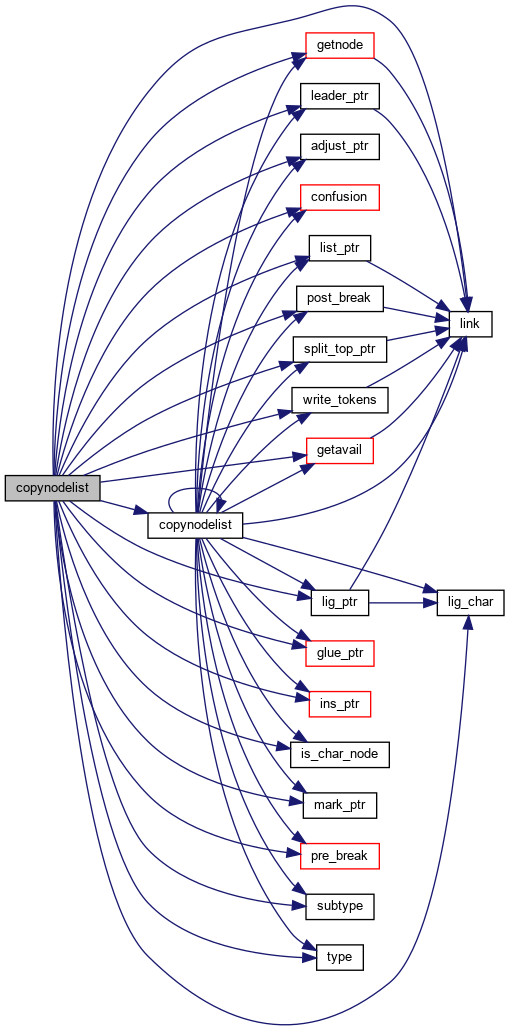 getnode
leader_ptr
adjust_ptr
confusion
list_ptr
post_break
link
split_top_ptr
write_tokens
getavail
copynodelist
copynodelist
lig_ptr
lig_char
glue_ptr
ins_ptr
is_char_node
mark_ptr
pre_break
subtype
type